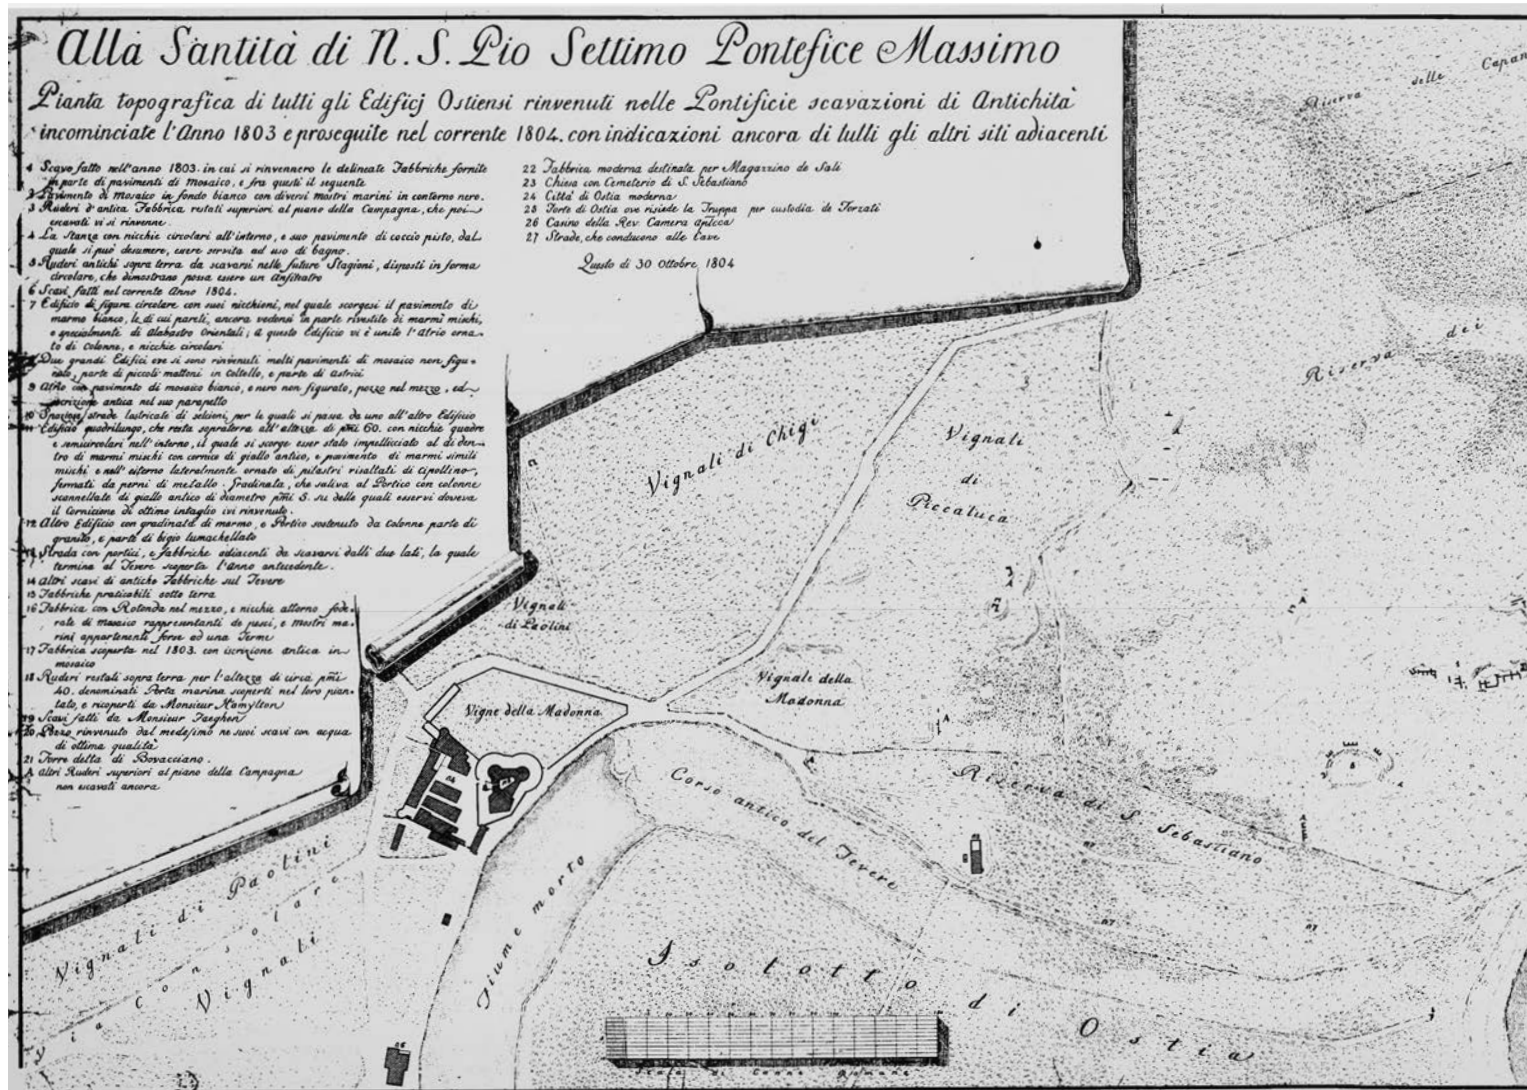 Alla Santità di N. S. Pio Settimo Pontefice Massimo
Pianta topografica di tutti gli Edificj Ostiensi rinvenuti nelle Pontificie scavazioni di Antichità
incominciate l'Anno 1803 e proseguite nel corrente 1804. con indicazioni ancora di tutti gli altri siti adiacenti
1 Scavo fatto nell'anno 1803. in cui si rinvennero le delineate Fabbriche fornite
in parte di pavimenti di Mosaico, e fra questi il seguente
2 Pavimento di Mosaico in fondo bianco con diversi mostri marini in contorno nero.
3 Ruderi d'antica Fabbrica restati superiori al piano della Campagna, che poi
escavati vi si rinvenne
4 La Stanza con nicchie circolari all'interno, e suo pavimento di coccio pisto, dal
quale si può desumere, essere servita ad uso di bagno.
5 Ruderi antichi sopra terra da scavarsi nelle future Stagioni, disposti in forma
circolare, che dimostrano possa essere un Anfiteatro
6 Scavi fatti nel corrente Anno 1804.
7 Edificio di figura circolare con suoi nicchioni, nel quale scorgesi il pavimento di
marmo bianco, le di cui pareti, ancora vedonsi in parte rivestite di marmi mischi,
e specialmente di Alabastro Orientali; A questo Edificio vi è unito l'Atrio orna-
to di Colonne, e nicchie circolari
Due grandi Edifici ove si sono rinvenuti molti pavimenti di mosaico non figu-
rato, parte di piccoli mattoni in Coltello, e parte di Astrici
9 Atrio con pavimento di mosaico bianco, e nero non figurato, pozzo nel mezzo, ed
iscrizione antica nel suo parapetto
10 Spaziose strade lastricate di selcioni, per le quali si passa da uno all'altro Edificio
11 Edificio quadrilungo, che resta sopraterra all'altezza di pmi 60. con nicchie quadre
e semicircolari nell'interno, il quale si scorge esser stato impellicciato al di den-
tro di marmi mischi con cornice di giallo antico, e pavimento di marmi simili
mischi e nell'esterno lateralmente ornato di pilastri risaltati di Cipollino,
fermati da perni di metallo. Gradinata, che saliva al Portico con colonne
scannellate di giallo antico di diametro pmi 5. su delle quali esservi doveva
il Cornicione di ottimo intaglio ivi rinvenuto.
12 Altro Edificio con gradinata di marmo, e Portico sostenuto da Colonne parte di
granito, e parte di bigio lumachellato
13 Strada con portici, e fabbriche adiacenti da scavarsi dalli due lati, la quale
termina al Tevere scoperta l'Anno antecedente.
14 Altri scavi di antiche Fabbriche sul Tevere
15 Fabbriche praticabili sotto terra
16 Fabbrica con Rotonda nel mezzo, e nicchie attorno fode-
rate di mosaico rappresentanti de pesci, e Mostri ma-
rini appartenenti forse ad una Terme
17 Fabbrica scoperta nel 1803. con iscrizione antica in
mosaico
18 Ruderi restati sopra terra per l'altezza di circa pmi
40. denominati Porta marina scoperti nel loro pian-
tato, e ricoperti da Monsieur Hamylton
19 Scavi fatti da Monsieur Faeghen
20 Pozzo rinvenuto dal medesimo ne suoi scavi con acqua
di ottima qualità
21 Torre detta di Bovacciano.
A Altri Ruderi superiori al piano della Campagna
non escavati ancora
22 Fabbrica moderna destinata per Magazzino de Sali
23 Chiesa con Cemeterio di S. Sebastiano
24 Città di Ostia moderna
25 Forte di Ostia ove risiede la Truppa per custodia de Forzati
26 Casino della Rev. Camera Aplica
27 Strade, che conducono alle Cave
Questo di 30 Ottobre 1804
Riserva delle Capan
Riserva dei
Vignali di Chigi
Vignali
di
Piccaluca
Vignali
di Paolini
Vignale della
Madonna
Vigne della Madonna
Corso antico del Tevere
Riserva di S. Sebastiano
Fiume morto
Isolotto di Ostia
Vignali di Paolini
Via Consolare
Vignali
26
Scala di Canne Romane